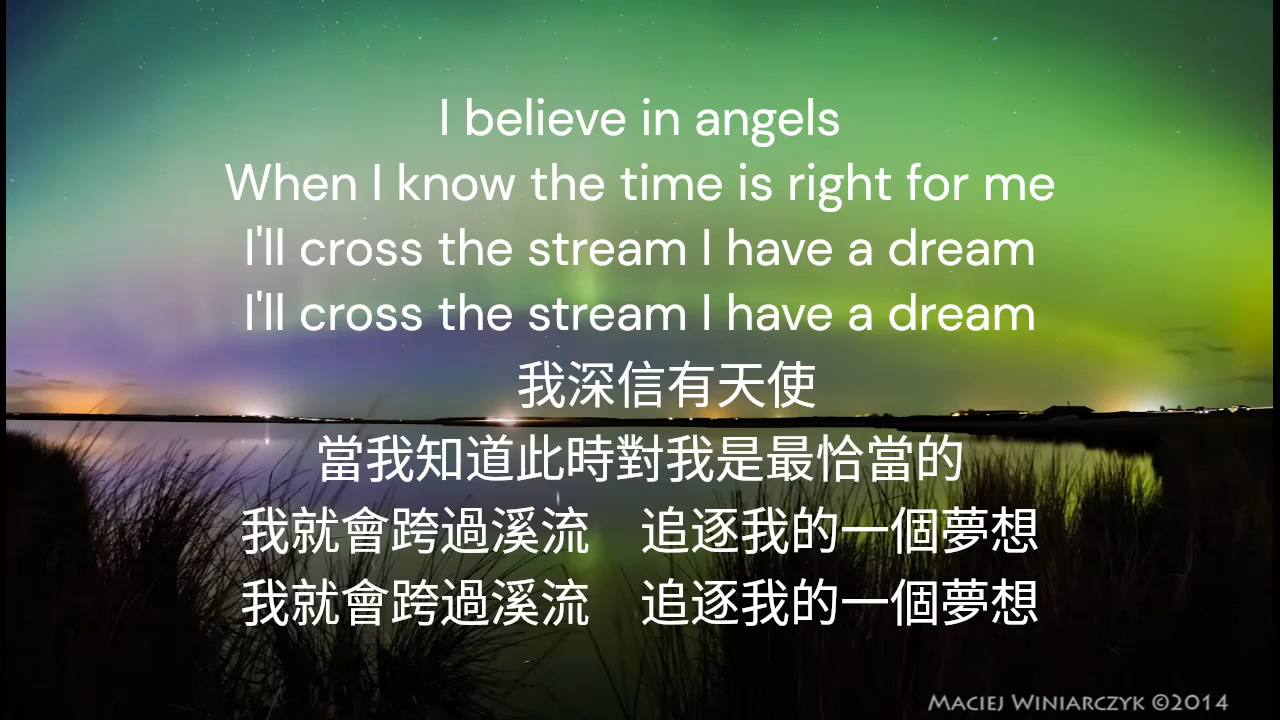 I believe in angels
When I know the time is right for me
I'll cross the stream I have a dream
I'll cross the stream I have a dream
我深信有天使
當我知道此時對我是最恰當的
我就會跨過溪流　追逐我的一個夢想
我就會跨過溪流　追逐我的一個夢想
MACIEJ WINIARCZYK ©2014